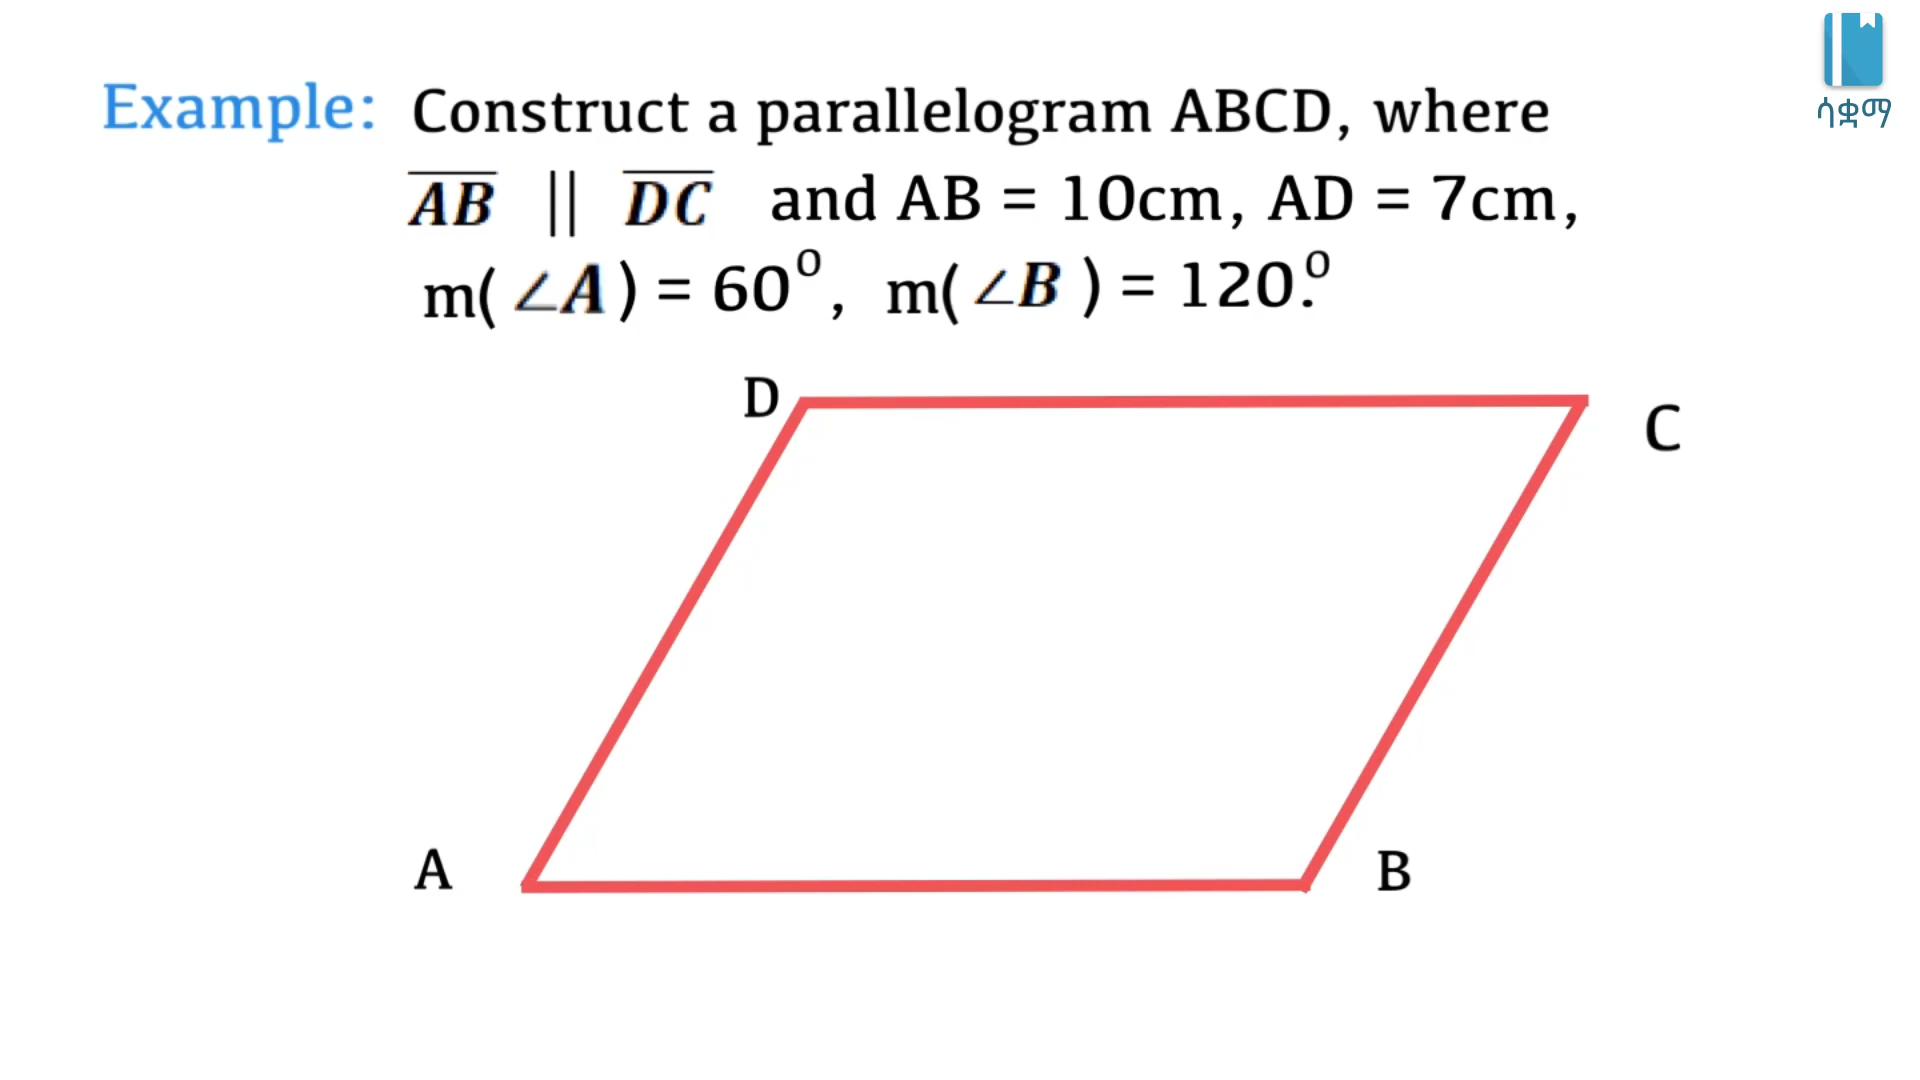 ሳቋማ
Example: Construct a parallelogram ABCD, where
AB || DC and AB = 10cm, AD = 7cm,
m(∠A) = 60°, m(∠B) = 120.°
D
C
A
B